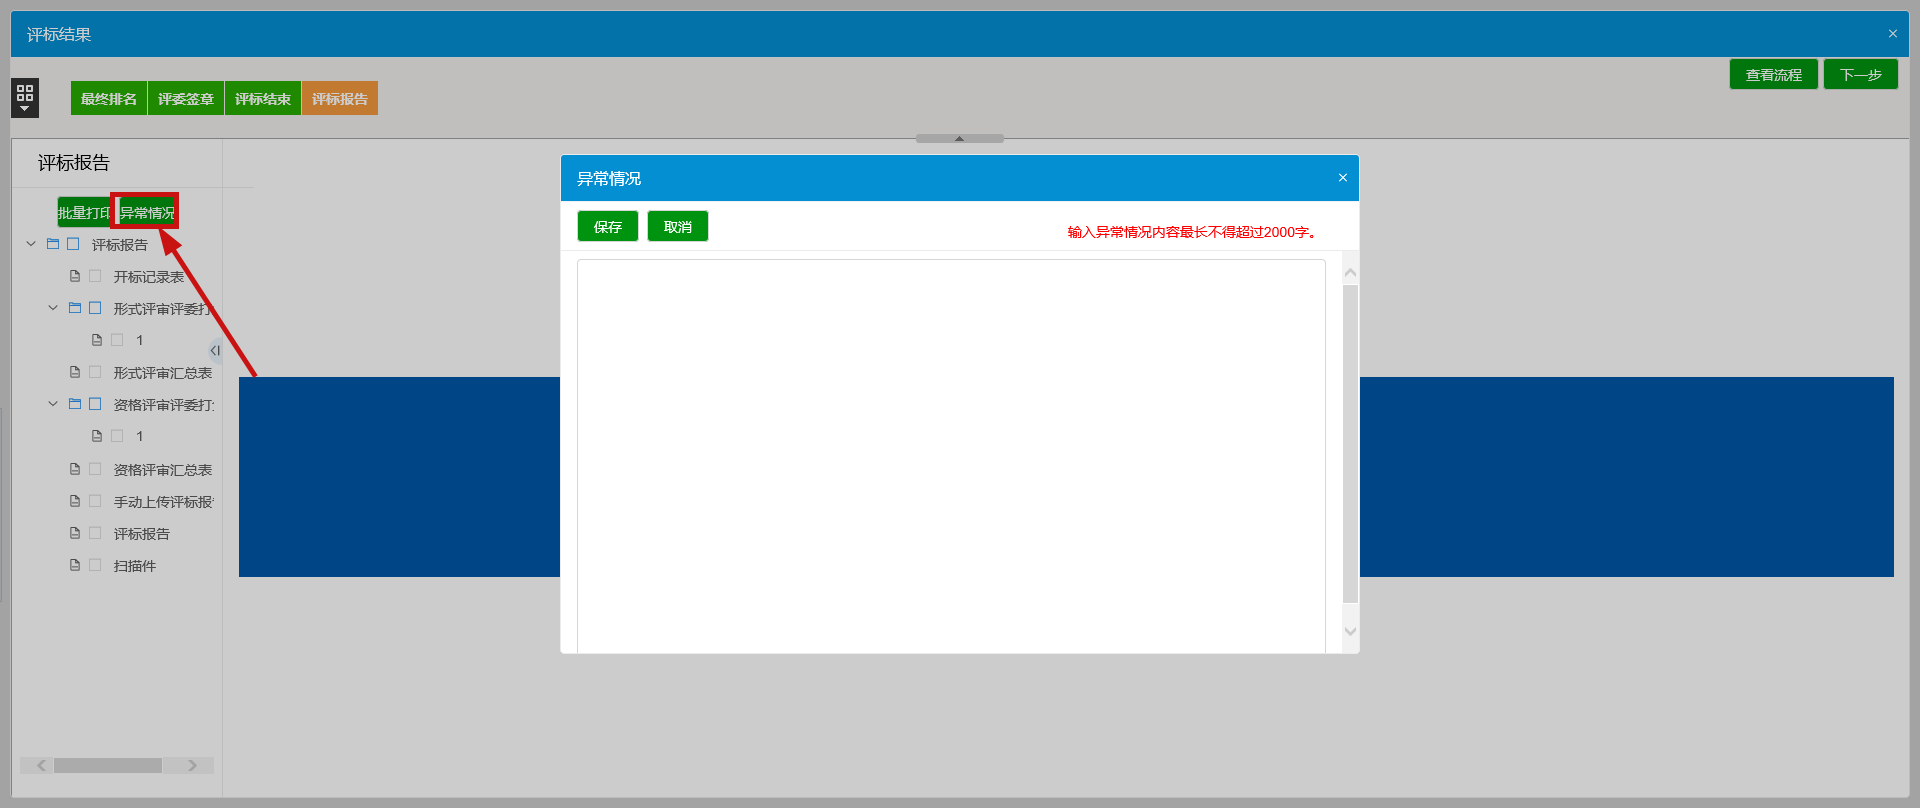 评标结果
查看流程 下一步
最终排名 评委签章 评标结束 评标报告
评标报告
批量打印 异常情况
评标报告
开标记录表
形式评审评委打
1
形式评审汇总表
资格评审评委打
1
资格评审汇总表
手动上传评标报
评标报告
扫描件
异常情况
保存 取消
输入异常情况内容最长不得超过2000字。